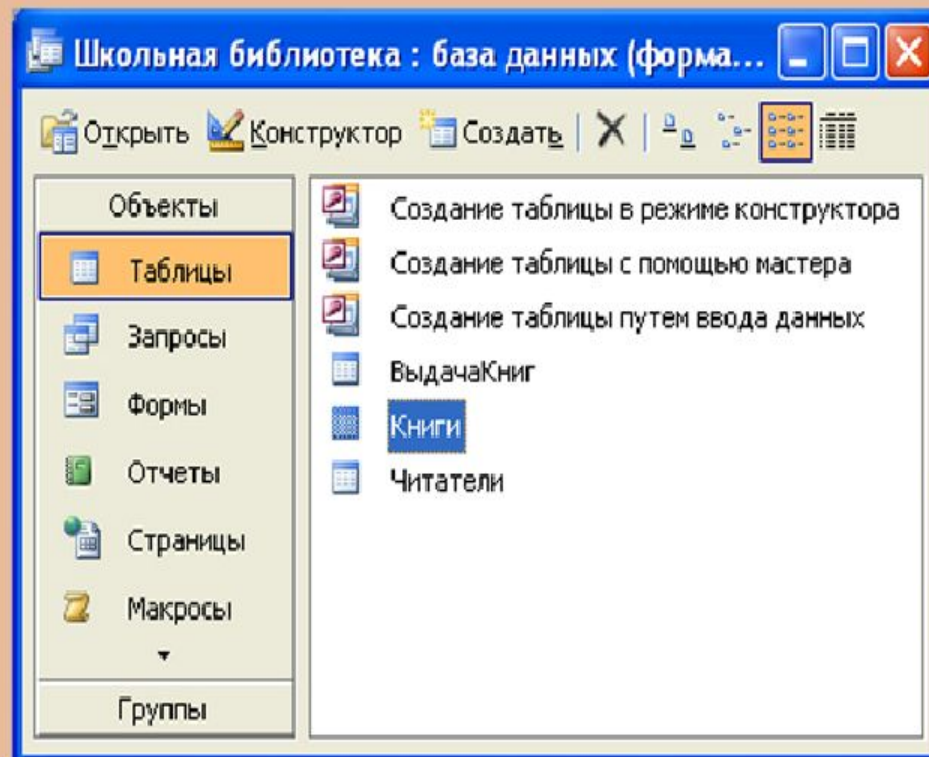 Школьная библиотека : база данных (форма...
Открыть Конструктор Создать
Объекты
Таблицы
Запросы
Формы
Отчеты
Страницы
Макросы
Группы
Создание таблицы в режиме конструктора
Создание таблицы с помощью мастера
Создание таблицы путем ввода данных
ВыдачаКниг
Книги
Читатели